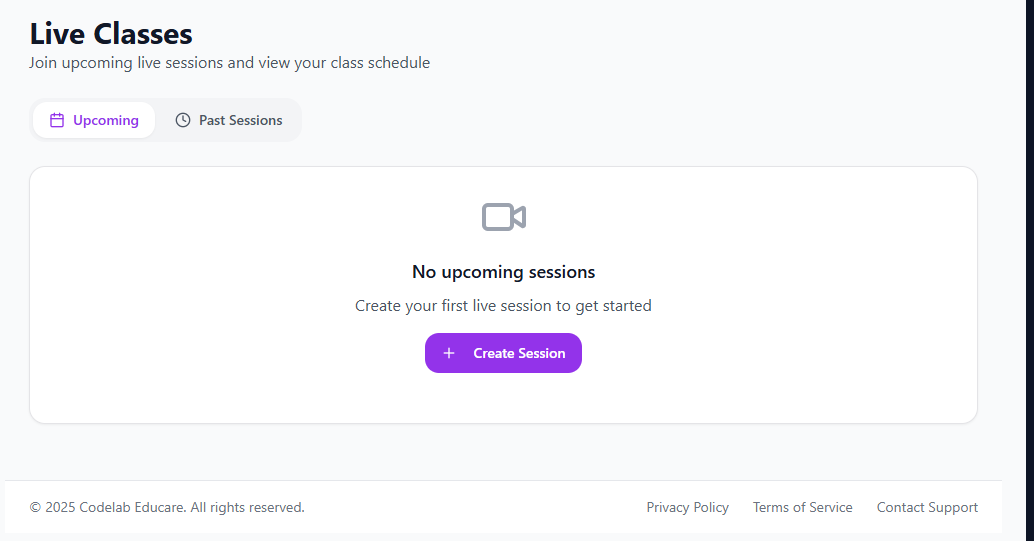 Live Classes
Join upcoming live sessions and view your class schedule
Upcoming Past Sessions
No upcoming sessions
Create your first live session to get started
+ Create Session
© 2025 Codelab Educare. All rights reserved. Privacy Policy Terms of Service Contact Support